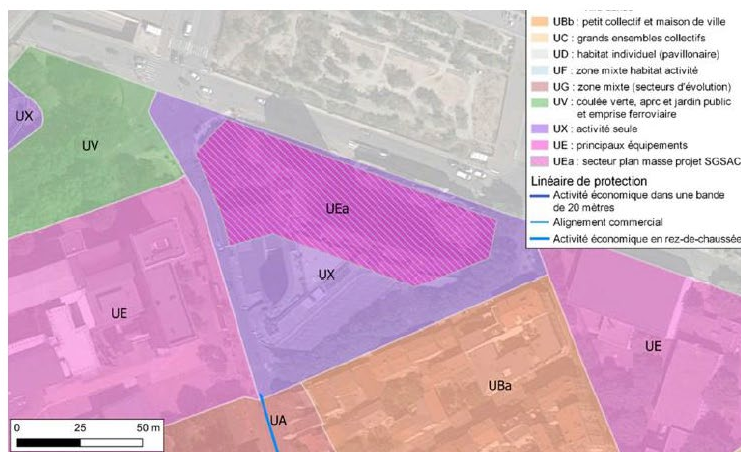 UBb : petit collectif et maison de ville
UC : grands ensembles collectifs
UD : habitat individuel (pavillonaire)
UF : zone mixte habitat activité
UG : zone mixte (secteurs d'évolution)
UV : coulée verte, aprc et jardin public
et emprise ferroviaire
UX : activité seule
UE : principaux équipements
UEa : secteur plan masse projet SGSAC
Linéaire de protection
Activité économique dans une bande
de 20 mètres
Alignement commercial
Activité économique en rez-de-chaussée
UX
UV
UEa
UX
UE
UE
UBa
UA
0 25 50 m